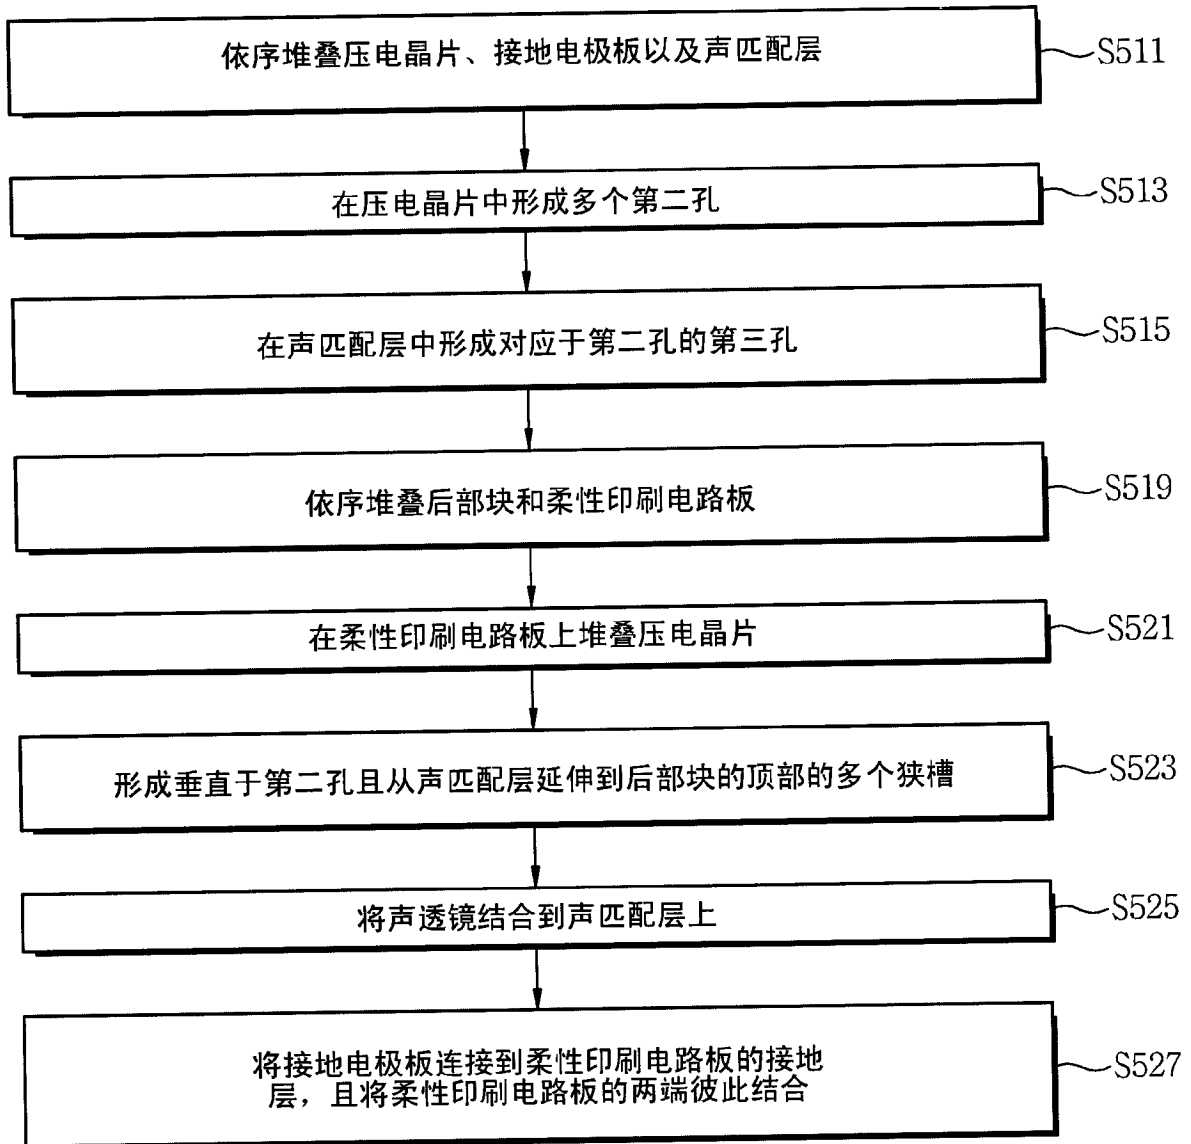 依序堆叠压电晶片、接地电极板以及声匹配层
S511
在压电晶片中形成多个第二孔
S513
在声匹配层中形成对应于第二孔的第三孔
S515
依序堆叠后部块和柔性印刷电路板
S519
在柔性印刷电路板上堆叠压电晶片
S521
形成垂直于第二孔且从声匹配层延伸到后部块的顶部的多个狭槽
S523
将声透镜结合到声匹配层上
S525
将接地电极板连接到柔性印刷电路板的接地
层，且将柔性印刷电路板的两端彼此结合
S527